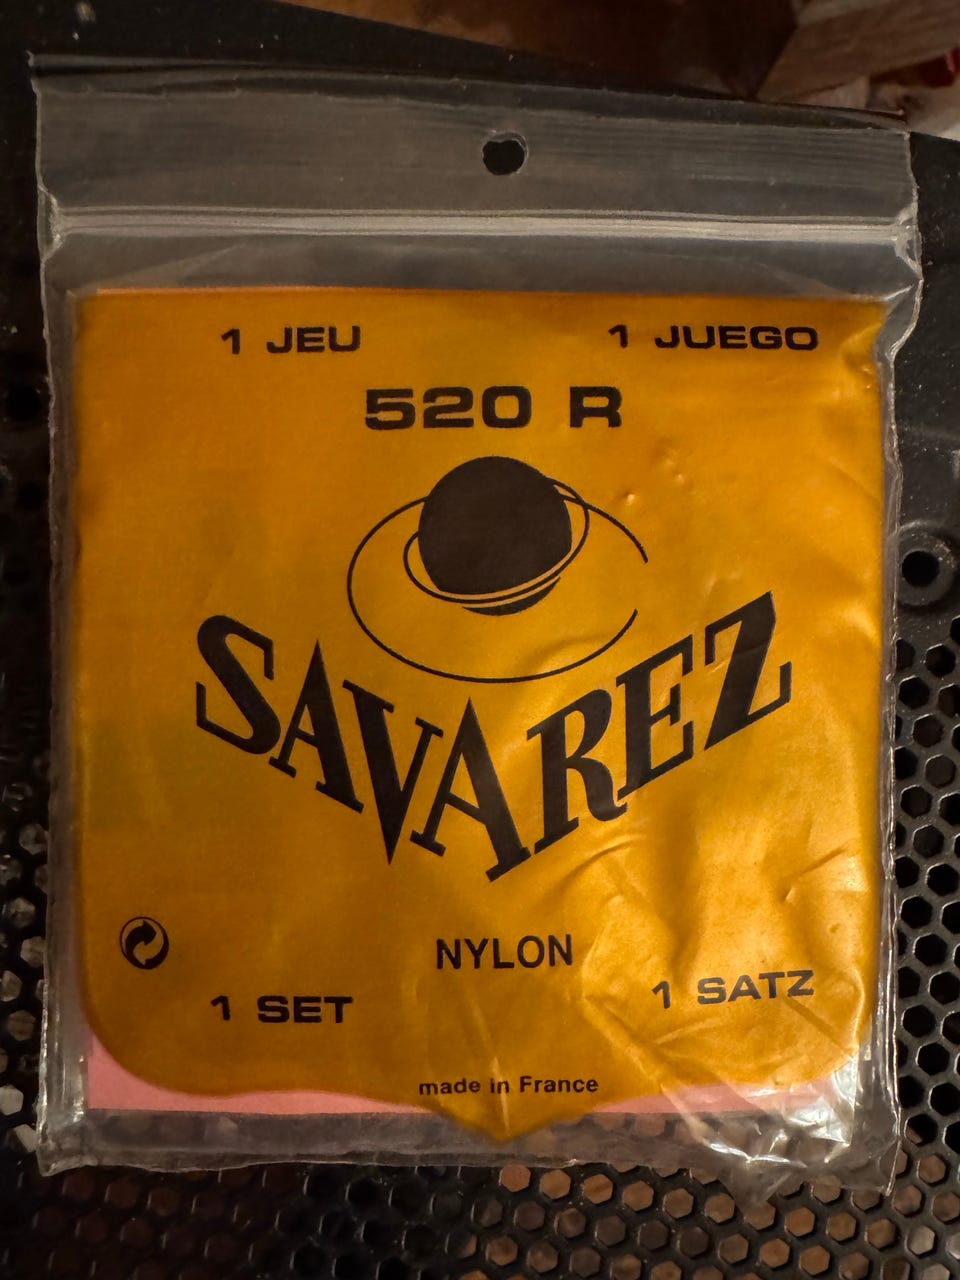 1 JEU 1 JUEGO
520 R
SAVAREZ
NYLON
1 SET 1 SATZ
made in France